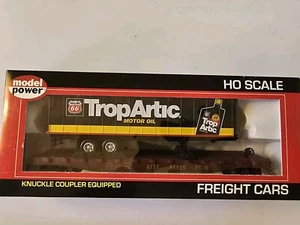 model
power
HO SCALE
PHILLIPS
66
TropArtic
MOTOR OIL
Trop
Artic
KNUCKLE COUPLER EQUIPPED
FREIGHT CARS